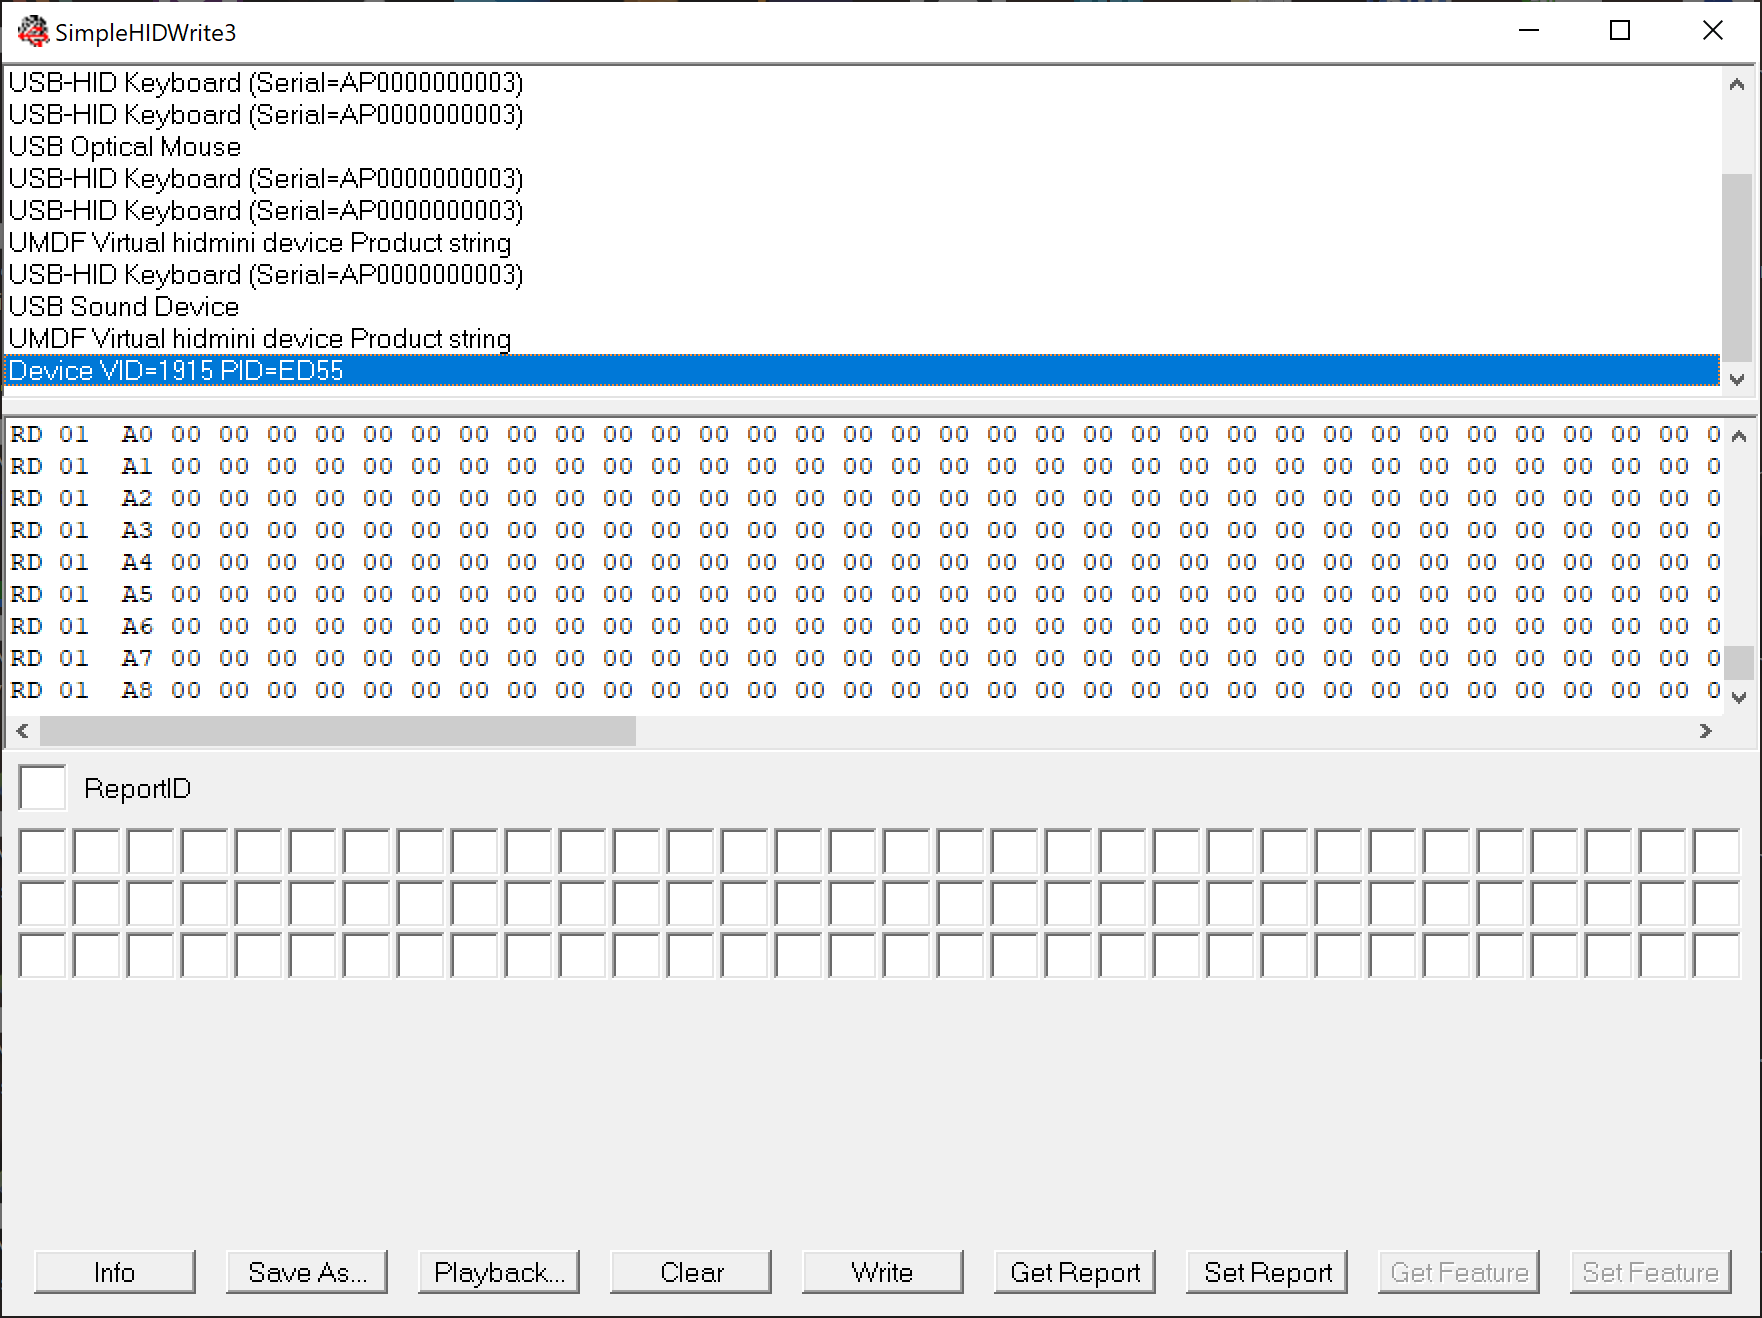 SimpleHIDWrite3
USB-HID Keyboard (Serial=AP0000000003)
USB-HID Keyboard (Serial=AP0000000003)
USB Optical Mouse
USB-HID Keyboard (Serial=AP0000000003)
USB-HID Keyboard (Serial=AP0000000003)
UMDF Virtual hidmini device Product string
USB-HID Keyboard (Serial=AP0000000003)
USB Sound Device
UMDF Virtual hidmini device Product string
Device VID=1915 PID=ED55
RD 01  A0 00 00 00 00 00 00 00 00 00 00 00 00 00 00 00 00 00 00 00 00 00 00 00 00 00 00 00 00 00 00 00 00 0
RD 01  A1 00 00 00 00 00 00 00 00 00 00 00 00 00 00 00 00 00 00 00 00 00 00 00 00 00 00 00 00 00 00 00 00 0
RD 01  A2 00 00 00 00 00 00 00 00 00 00 00 00 00 00 00 00 00 00 00 00 00 00 00 00 00 00 00 00 00 00 00 00 0
RD 01  A3 00 00 00 00 00 00 00 00 00 00 00 00 00 00 00 00 00 00 00 00 00 00 00 00 00 00 00 00 00 00 00 00 0
RD 01  A4 00 00 00 00 00 00 00 00 00 00 00 00 00 00 00 00 00 00 00 00 00 00 00 00 00 00 00 00 00 00 00 00 0
RD 01  A5 00 00 00 00 00 00 00 00 00 00 00 00 00 00 00 00 00 00 00 00 00 00 00 00 00 00 00 00 00 00 00 00 0
RD 01  A6 00 00 00 00 00 00 00 00 00 00 00 00 00 00 00 00 00 00 00 00 00 00 00 00 00 00 00 00 00 00 00 00 0
RD 01  A7 00 00 00 00 00 00 00 00 00 00 00 00 00 00 00 00 00 00 00 00 00 00 00 00 00 00 00 00 00 00 00 00 0
RD 01  A8 00 00 00 00 00 00 00 00 00 00 00 00 00 00 00 00 00 00 00 00 00 00 00 00 00 00 00 00 00 00 00 00 0
ReportID
Info Save As... Playback... Clear Write Get Report Set Report Get Feature Set Feature